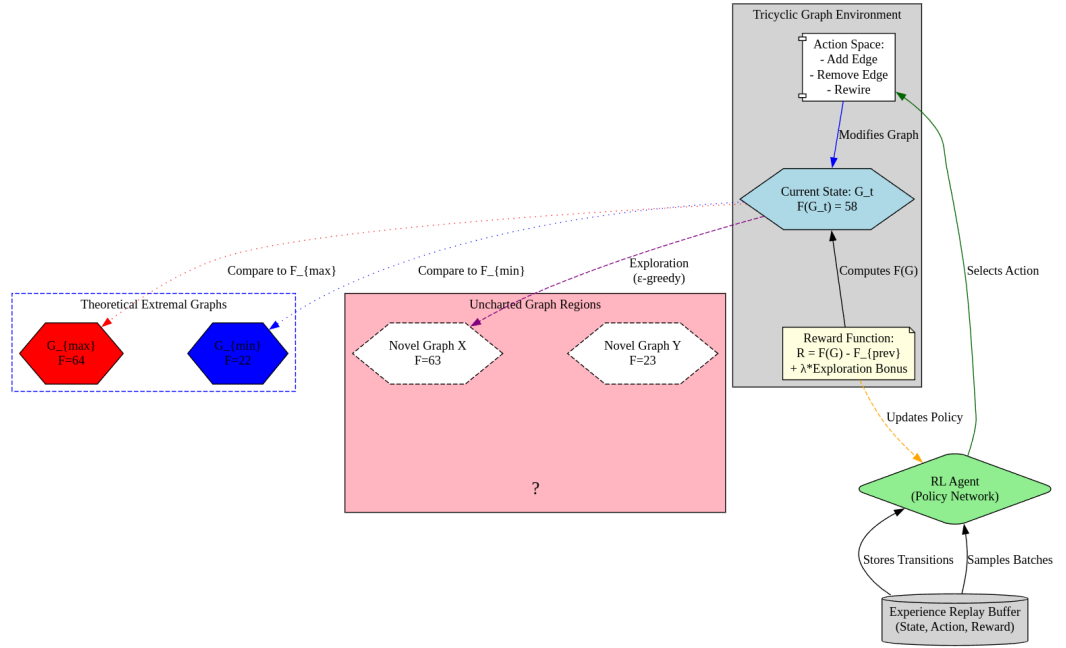 Tricyclic Graph Environment
Action Space:
- Add Edge
- Remove Edge
- Rewire
Modifies Graph
Current State: G_t
F(G_t) = 58
Compare to F_{max}
Compare to F_{min}
Exploration
(ε-greedy)
Computes F(G)
Selects Action
Theoretical Extremal Graphs
G_{max}
F=64
G_{min}
F=22
Uncharted Graph Regions
Novel Graph X
F=63
Novel Graph Y
F=23
?
Reward Function:
R = F(G) - F_{prev}
+ λ*Exploration Bonus
Updates Policy
RL Agent
(Policy Network)
Stores Transitions
Samples Batches
Experience Replay Buffer
(State, Action, Reward)